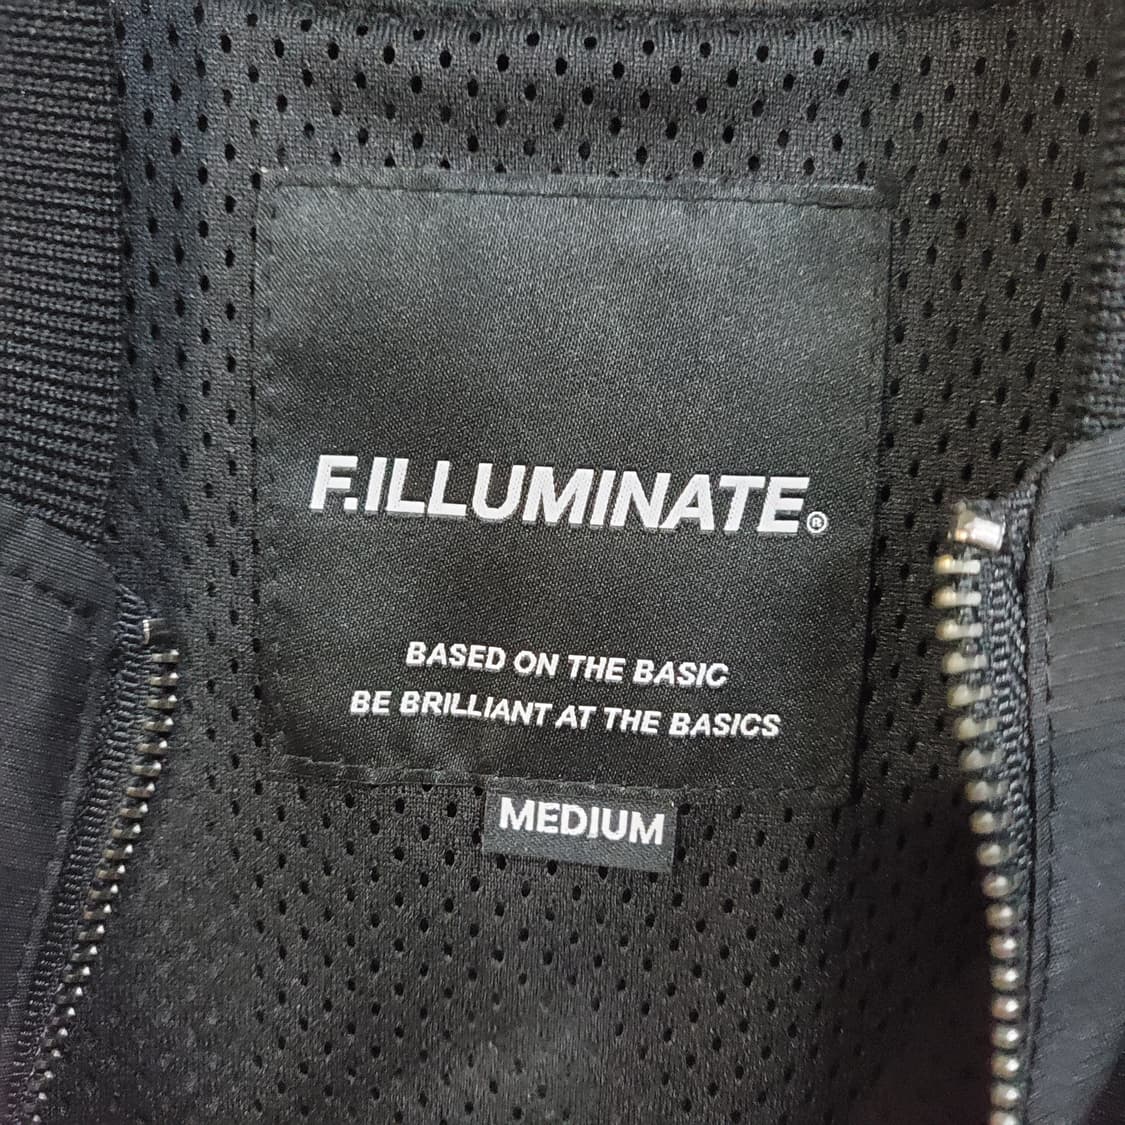 F.ILLUMINATE®
BASED ON THE BASIC
BE BRILLIANT AT THE BASICS
MEDIUM